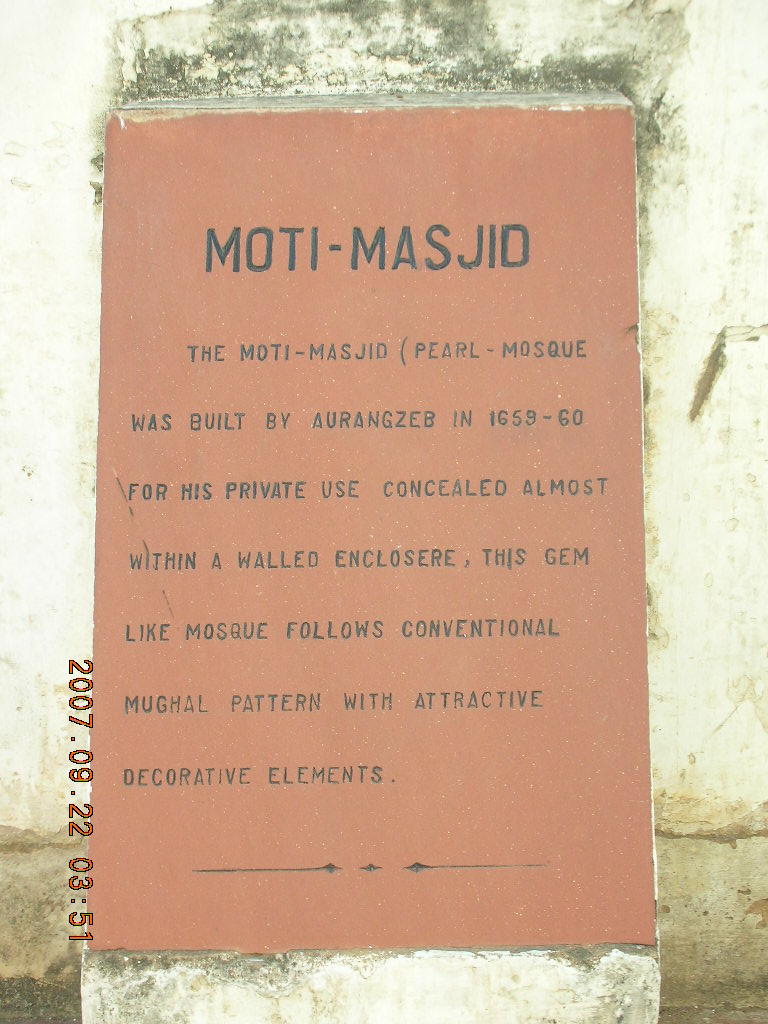 MOTI-MASJID
THE MOTI-MASJID (PEARL-MOSQUE
WAS BUILT BY AURANGZEB IN 1659-60
FOR HIS PRIVATE USE CONCEALED ALMOST
WITHIN A WALLED ENCLOSERE, THIS GEM
LIKE MOSQUE FOLLOWS CONVENTIONAL
MUGHAL PATTERN WITH ATTRACTIVE
DECORATIVE ELEMENTS.
2007.09.22 03:51